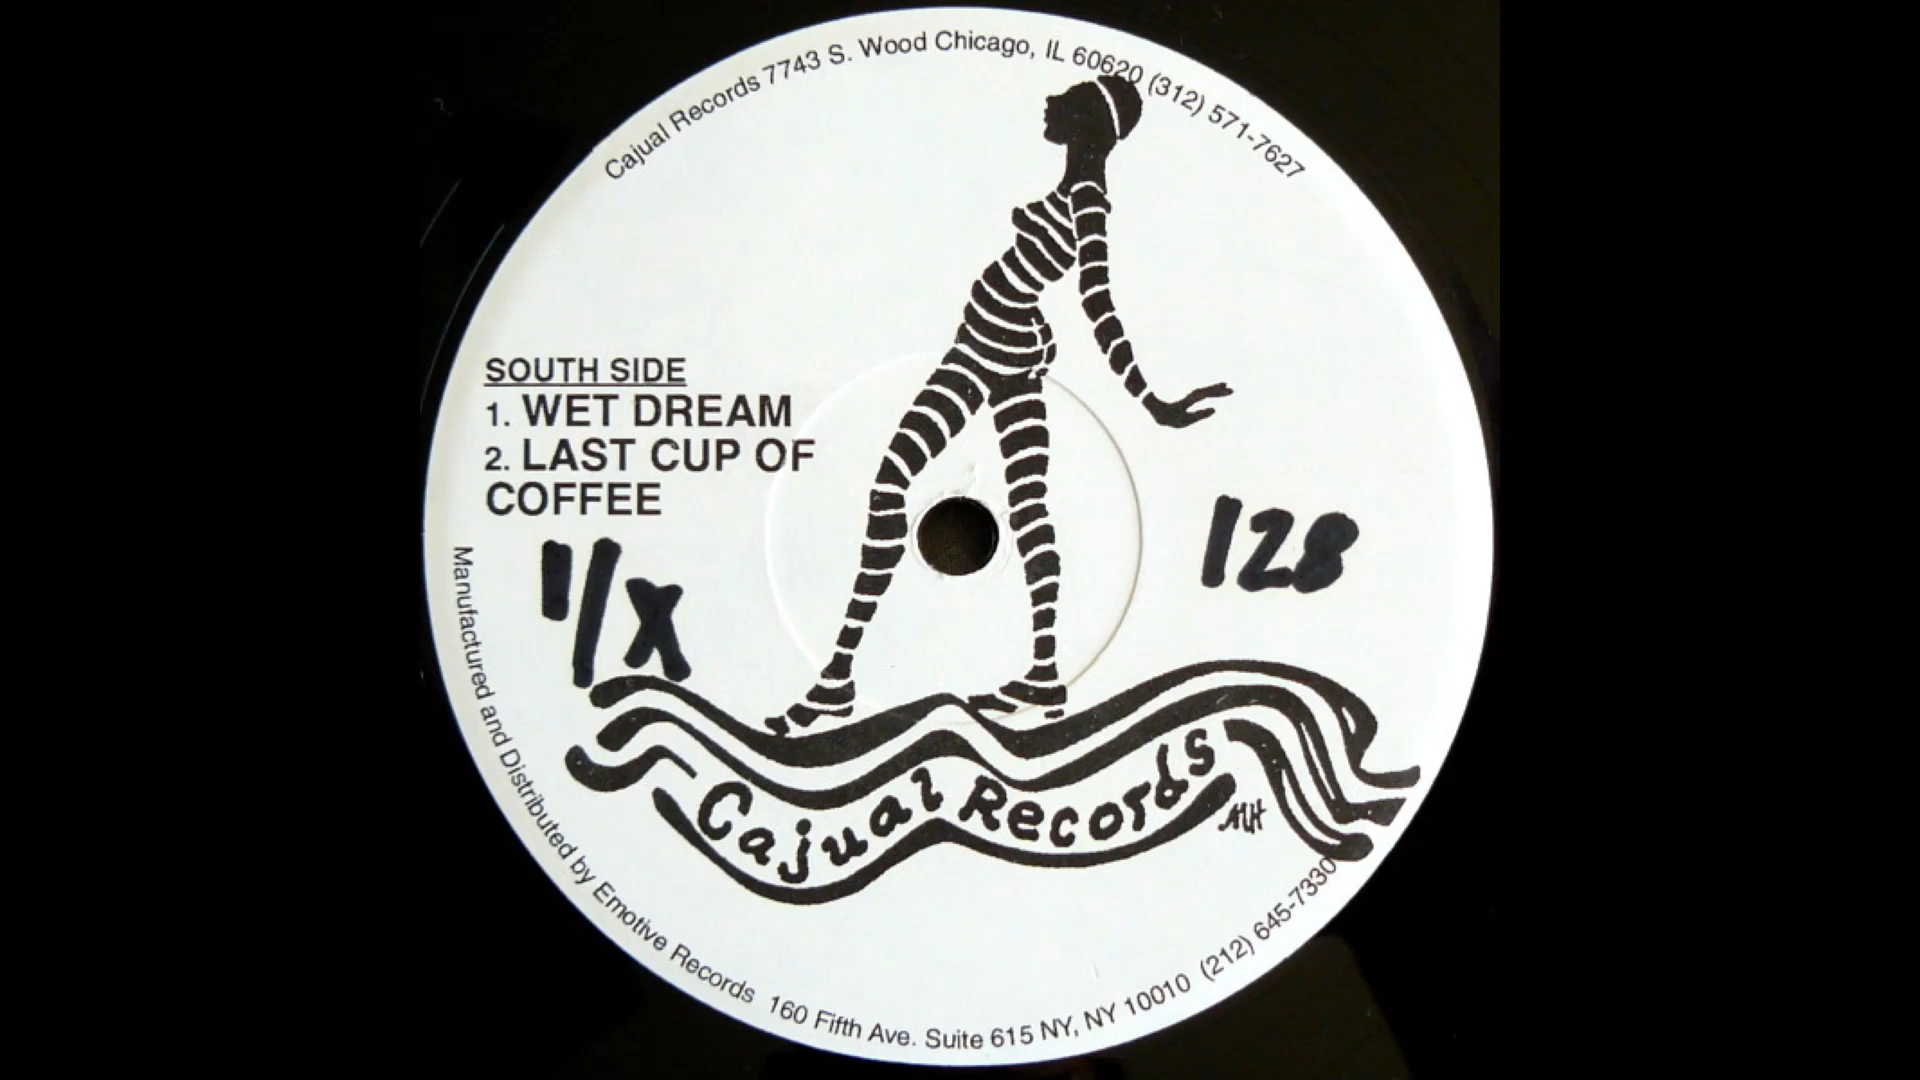 Cajual Records 7743 S. Wood Chicago, IL 60620 (312) 571-7627
SOUTH SIDE
1. WET DREAM
2. LAST CUP OF
COFFEE
1/X
128
Cajual Records
MH
Manufactured and Distributed by Emotive Records 160 Fifth Ave. Suite 615 NY, NY 10010 (212) 645-7330